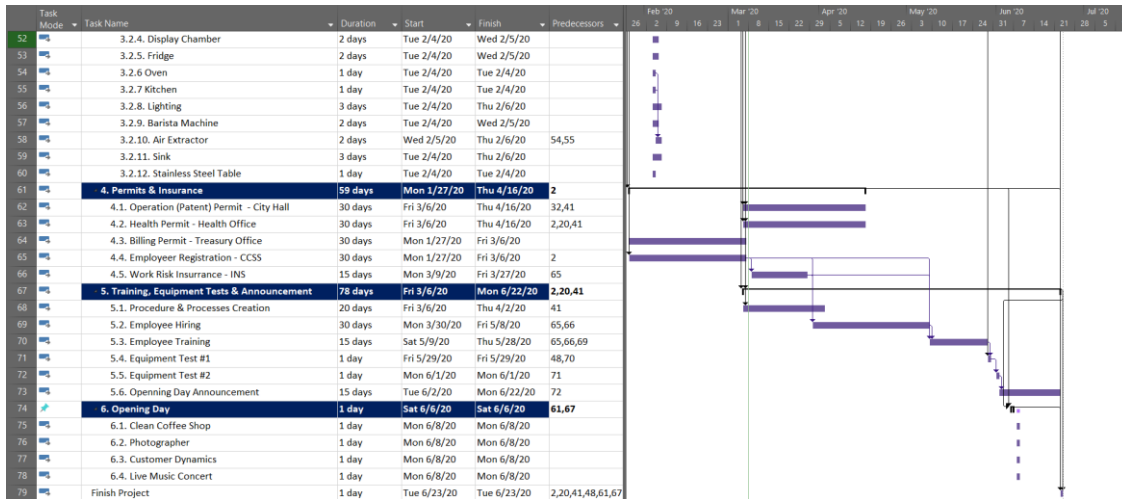 Task Mode Task Name Duration Start Finish Predecessors
Feb '20 Mar '20 Apr '20 May '20 Jun '20 Jul '20
26 2 9 16 23 1 8 15 22 29 5 12 19 26 3 10 17 24 31 7 14 21 28 5
52 3.2.4. Display Chamber 2 days Tue 2/4/20 Wed 2/5/20
53 3.2.5. Fridge 2 days Tue 2/4/20 Wed 2/5/20
54 3.2.6 Oven 1 day Tue 2/4/20 Tue 2/4/20
55 3.2.7 Kitchen 1 day Tue 2/4/20 Tue 2/4/20
56 3.2.8. Lighting 3 days Tue 2/4/20 Thu 2/6/20
57 3.2.9. Barista Machine 2 days Tue 2/4/20 Wed 2/5/20
58 3.2.10. Air Extractor 2 days Wed 2/5/20 Thu 2/6/20 54,55
59 3.2.11. Sink 3 days Tue 2/4/20 Thu 2/6/20
60 3.2.12. Stainless Steel Table 1 day Tue 2/4/20 Tue 2/4/20
61 4. Permits & Insurance 59 days Mon 1/27/20 Thu 4/16/20 2
62 4.1. Operation (Patent) Permit - City Hall 30 days Fri 3/6/20 Thu 4/16/20 32,41
63 4.2. Health Permit - Health Office 30 days Fri 3/6/20 Thu 4/16/20 2,20,41
64 4.3. Billing Permit - Treasury Office 30 days Mon 1/27/20 Fri 3/6/20
65 4.4. Employeer Registration - CCSS 30 days Mon 1/27/20 Fri 3/6/20 2
66 4.5. Work Risk Insurrance - INS 15 days Mon 3/9/20 Fri 3/27/20 65
67 5. Training, Equipment Tests & Announcement 78 days Fri 3/6/20 Mon 6/22/20 2,20,41
68 5.1. Procedure & Processes Creation 20 days Fri 3/6/20 Thu 4/2/20 41
69 5.2. Employee Hiring 30 days Mon 3/30/20 Fri 5/8/20 65,66
70 5.3. Employee Training 15 days Sat 5/9/20 Thu 5/28/20 65,66,69
71 5.4. Equipment Test #1 1 day Fri 5/29/20 Fri 5/29/20 48,70
72 5.5. Equipment Test #2 1 day Mon 6/1/20 Mon 6/1/20 71
73 5.6. Openning Day Announcement 15 days Tue 6/2/20 Mon 6/22/20 72
74 6. Opening Day 1 day Sat 6/6/20 Sat 6/6/20 61,67
75 6.1. Clean Coffee Shop 1 day Mon 6/8/20 Mon 6/8/20
76 6.2. Photographer 1 day Mon 6/8/20 Mon 6/8/20
77 6.3. Customer Dynamics 1 day Mon 6/8/20 Mon 6/8/20
78 6.4. Live Music Concert 1 day Mon 6/8/20 Mon 6/8/20
79 Finish Project 1 day Tue 6/23/20 Tue 6/23/20 2,20,41,48,61,67